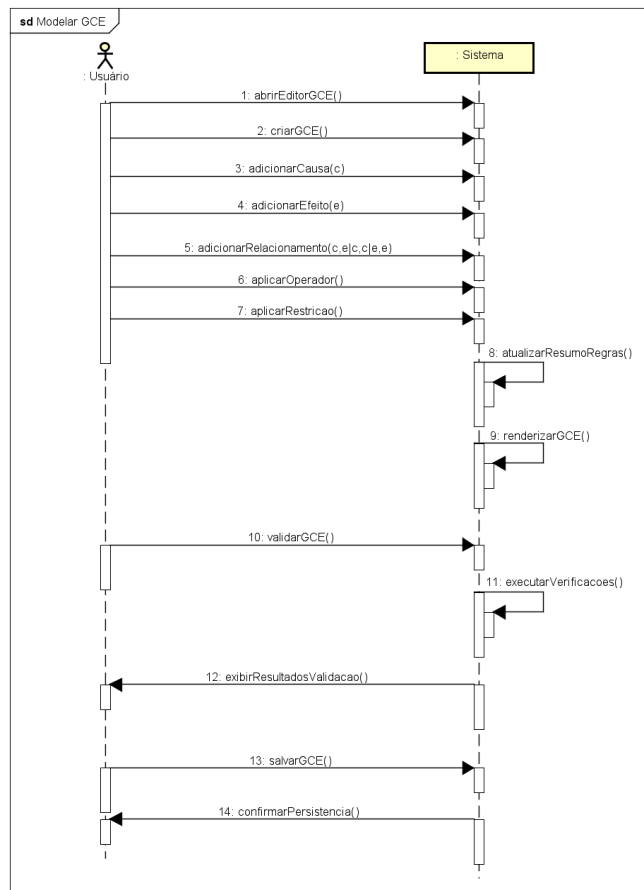 sd Modelar GCE
: Usuário
: Sistema
1: abrirEditorGCE()
2: criarGCE()
3: adicionarCausa(c)
4: adicionarEfeito(e)
5: adicionarRelacionamento(c,e|c,c|e,e)
6: aplicarOperador()
7: aplicarRestricao()
8: atualizarResumoRegras()
9: renderizarGCE()
10: validarGCE()
11: executarVerificacoes()
12: exibirResultadosValidacao()
13: salvarGCE()
14: confirmarPersistencia()